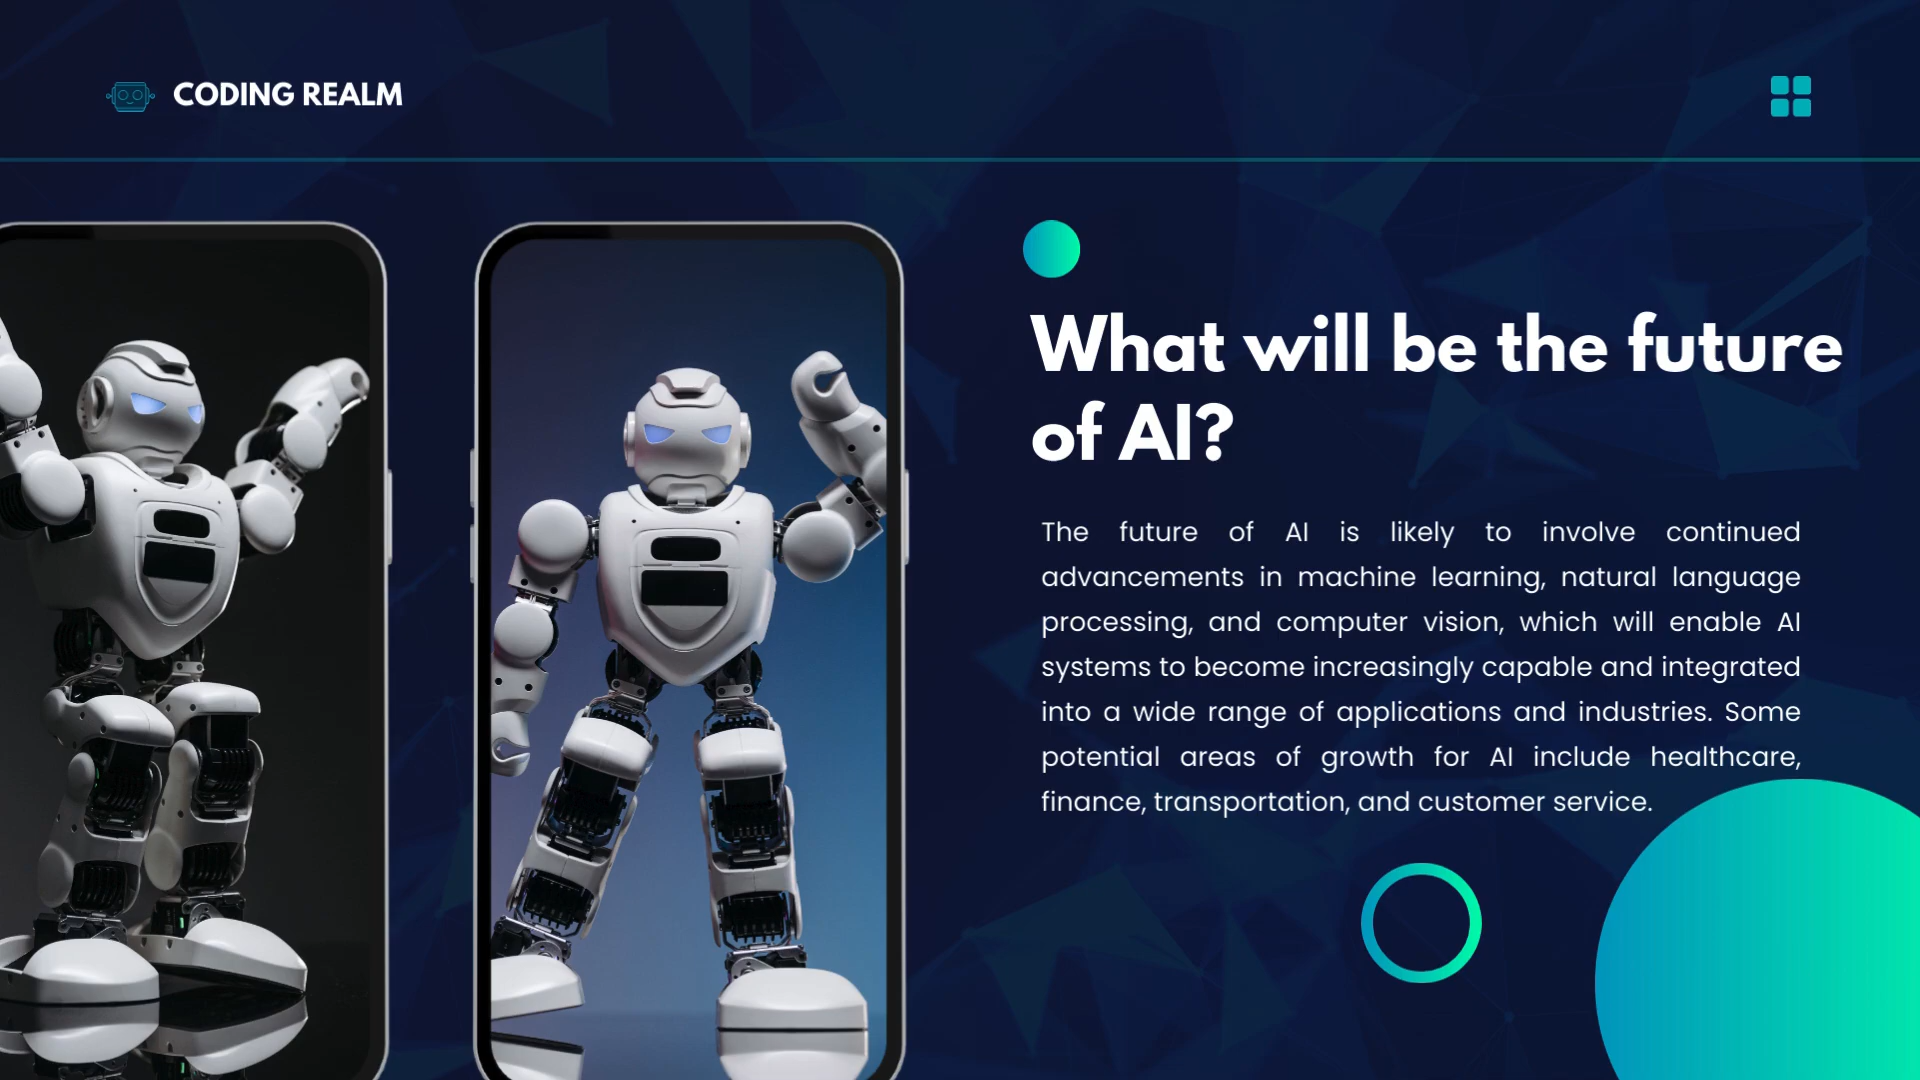 CODING REALM
What will be the future
of AI?
The future of AI is likely to involve continued
advancements in machine learning, natural language
processing, and computer vision, which will enable AI
systems to become increasingly capable and integrated
into a wide range of applications and industries. Some
potential areas of growth for AI include healthcare,
finance, transportation, and customer service.